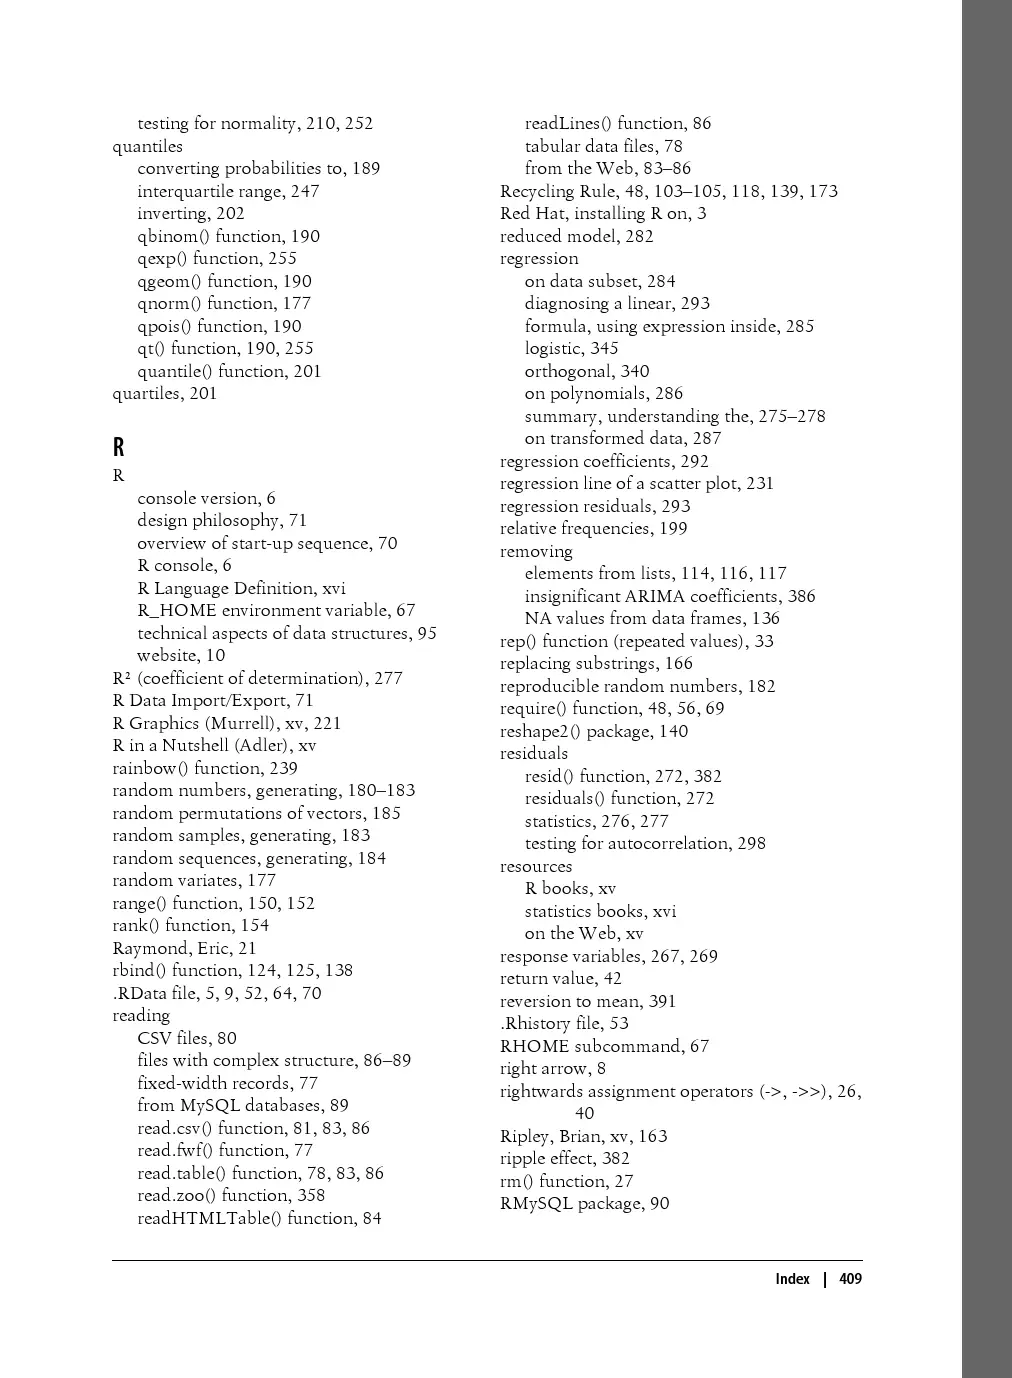 testing for normality, 210, 252
quantiles
converting probabilities to, 189
interquartile range, 247
inverting, 202
qbinom() function, 190
qexp() function, 255
qgeom() function, 190
qnorm() function, 177
qpois() function, 190
qt() function, 190, 255
quantile() function, 201
quartiles, 201
R
R
console version, 6
design philosophy, 71
overview of start-up sequence, 70
R console, 6
R Language Definition, xvi
R_HOME environment variable, 67
technical aspects of data structures, 95
website, 10
R² (coefficient of determination), 277
R Data Import/Export, 71
R Graphics (Murrell), xv, 221
R in a Nutshell (Adler), xv
rainbow() function, 239
random numbers, generating, 180–183
random permutations of vectors, 185
random samples, generating, 183
random sequences, generating, 184
random variates, 177
range() function, 150, 152
rank() function, 154
Raymond, Eric, 21
rbind() function, 124, 125, 138
.RData file, 5, 9, 52, 64, 70
reading
CSV files, 80
files with complex structure, 86–89
fixed-width records, 77
from MySQL databases, 89
read.csv() function, 81, 83, 86
read.fwf() function, 77
read.table() function, 78, 83, 86
read.zoo() function, 358
readHTMLTable() function, 84
readLines() function, 86
tabular data files, 78
from the Web, 83–86
Recycling Rule, 48, 103–105, 118, 139, 173
Red Hat, installing R on, 3
reduced model, 282
regression
on data subset, 284
diagnosing a linear, 293
formula, using expression inside, 285
logistic, 345
orthogonal, 340
on polynomials, 286
summary, understanding the, 275–278
on transformed data, 287
regression coefficients, 292
regression line of a scatter plot, 231
regression residuals, 293
relative frequencies, 199
removing
elements from lists, 114, 116, 117
insignificant ARIMA coefficients, 386
NA values from data frames, 136
rep() function (repeated values), 33
replacing substrings, 166
reproducible random numbers, 182
require() function, 48, 56, 69
reshape2() package, 140
residuals
resid() function, 272, 382
residuals() function, 272
statistics, 276, 277
testing for autocorrelation, 298
resources
R books, xv
statistics books, xvi
on the Web, xv
response variables, 267, 269
return value, 42
reversion to mean, 391
.Rhistory file, 53
RHOME subcommand, 67
right arrow, 8
rightwards assignment operators (->, ->>), 26,
40
Ripley, Brian, xv, 163
ripple effect, 382
rm() function, 27
RMySQL package, 90
Index | 409